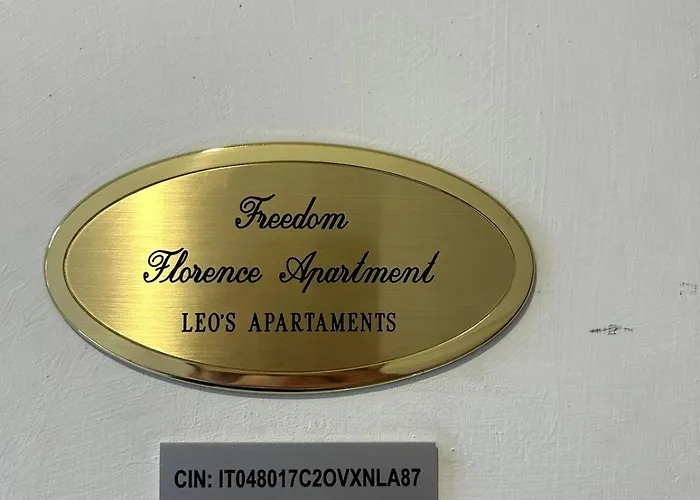 Freedom
Florence Apartment
LEO'S APARTAMENTS
CIN: IT048017C2OVXNLA87